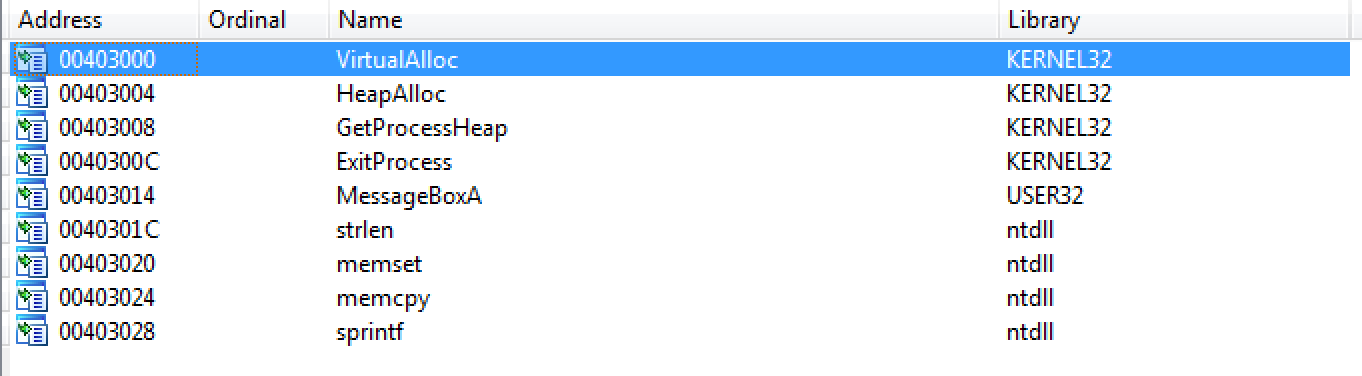 Address Ordinal Name Library
00403000 VirtualAlloc KERNEL32
00403004 HeapAlloc KERNEL32
00403008 GetProcessHeap KERNEL32
0040300C ExitProcess KERNEL32
00403014 MessageBoxA USER32
0040301C strlen ntdll
00403020 memset ntdll
00403024 memcpy ntdll
00403028 sprintf ntdll